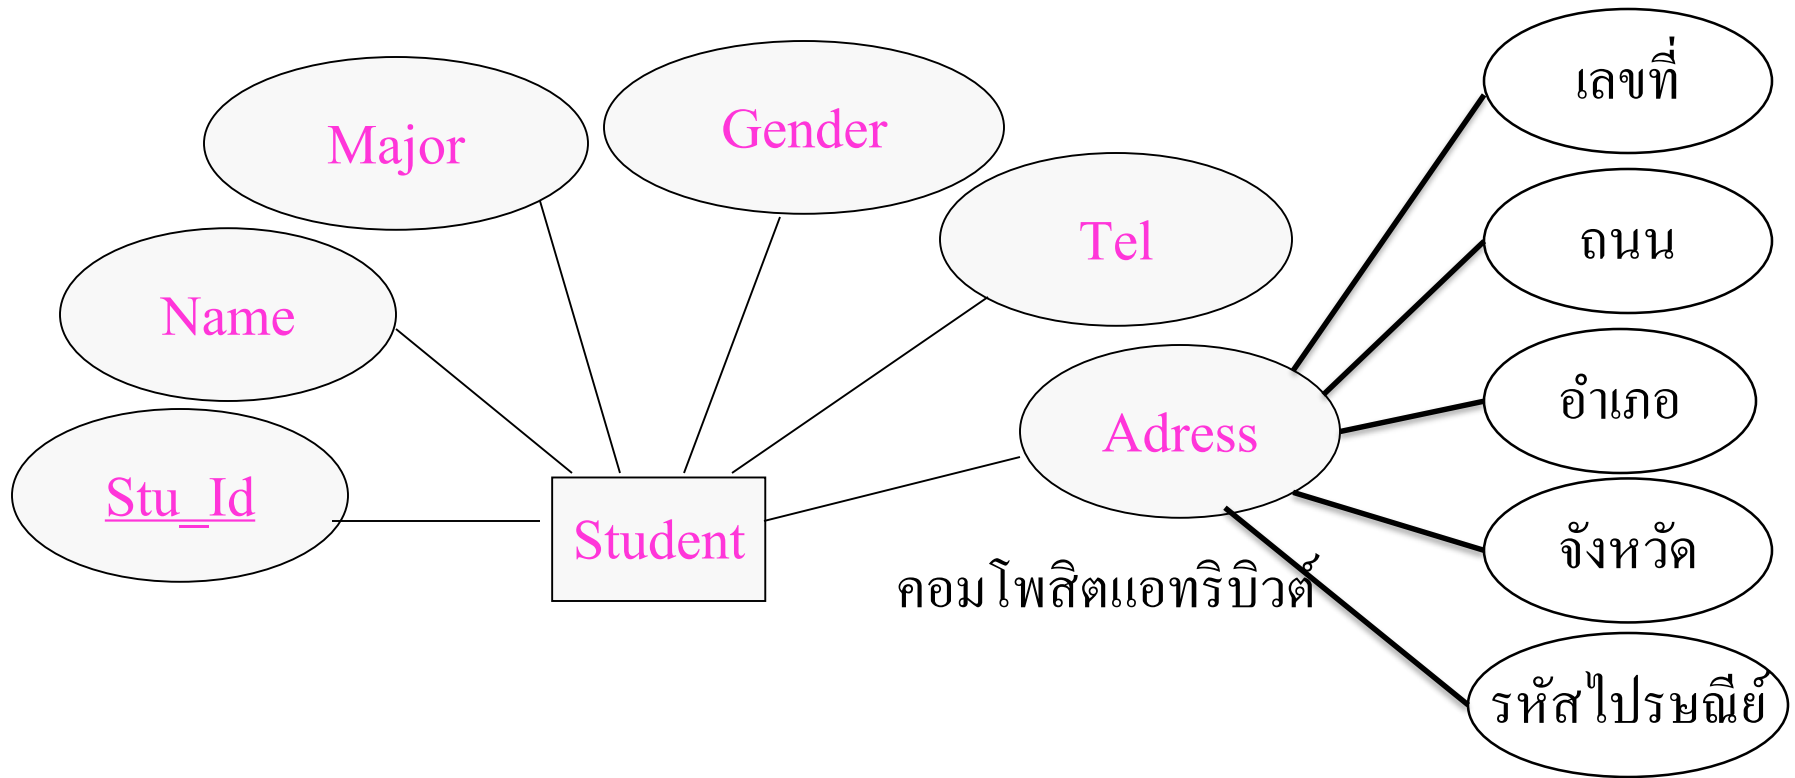 Major
Gender
Tel
Name
Stu_Id
Student
Adress
คอมโพสิตแอทริบิวต์
เลขที่
ถนน
อำเภอ
จังหวัด
รหัสไปรษณีย์